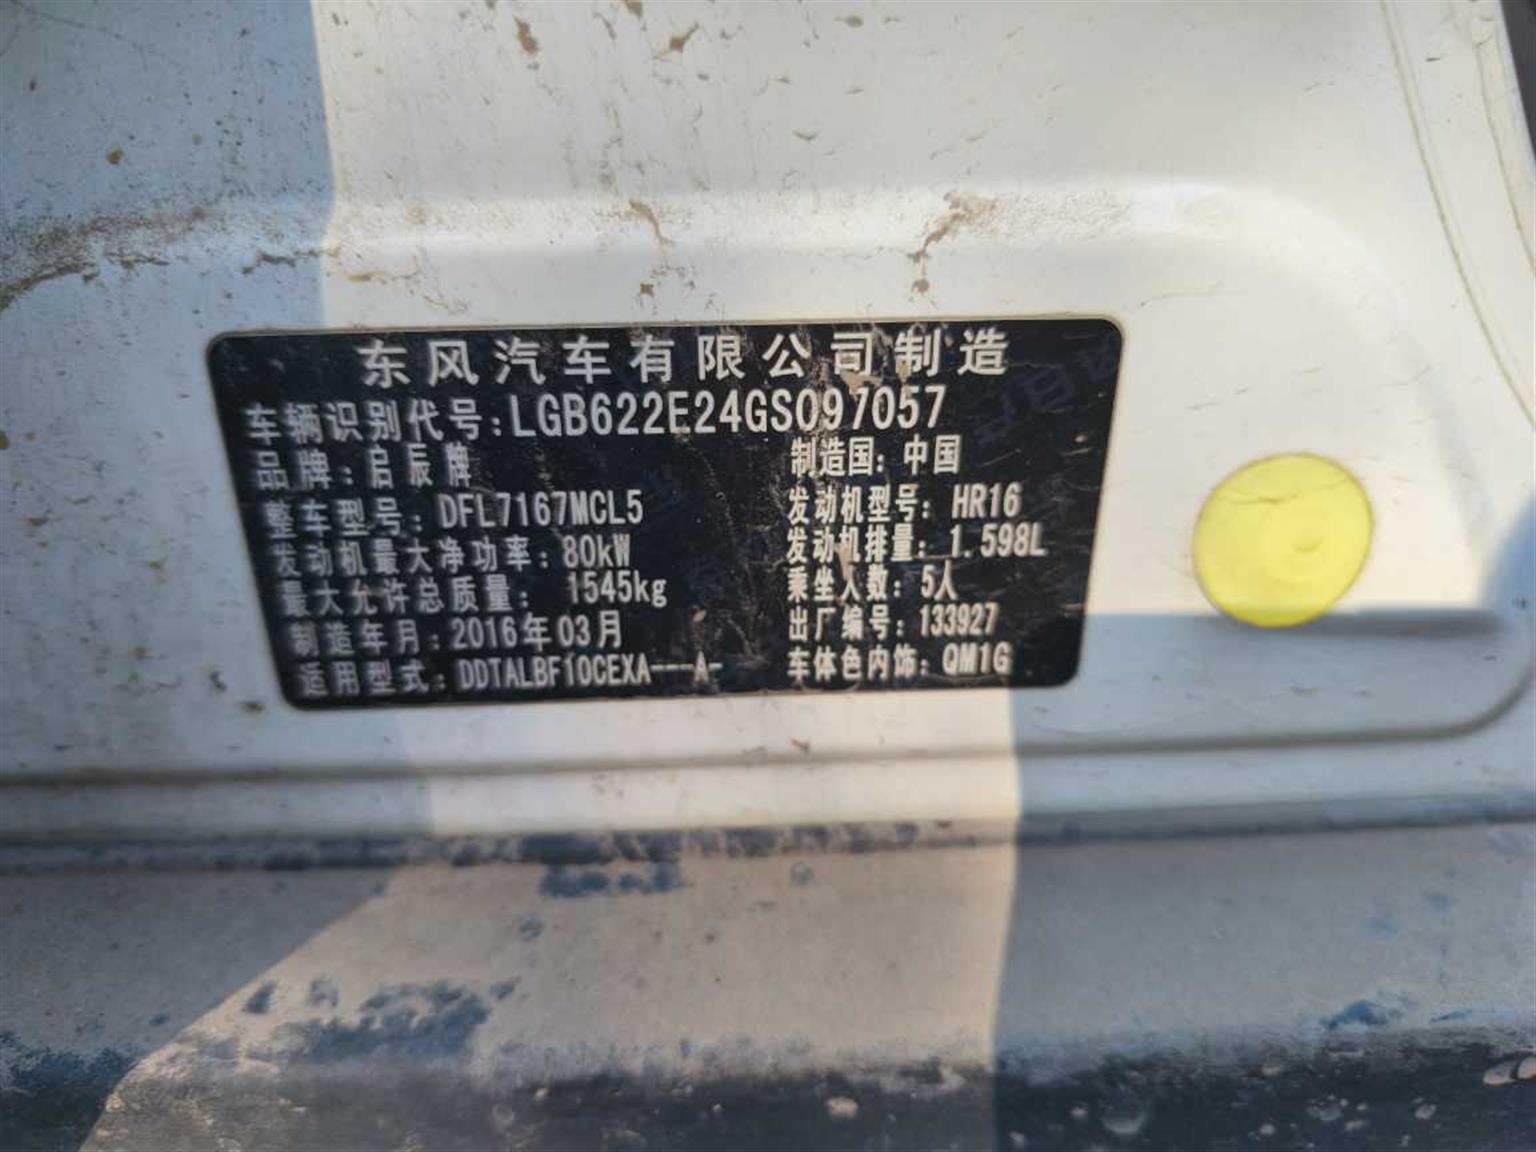 东风汽车有限公司制造
车辆识别代号:LGB622E24GS097057
品牌:启辰牌 制造国:中国
整车型号:DFL7167MCL5 发动机型号:HR16
发动机最大净功率:80kW 发动机排量:1.598L
最大允许总质量: 1545kg 乘坐人数:5人
制造年月:2016年03月 出厂编号:133927
适用型式:DDTALBF10CEXA---A- 车体色内饰:QM1G